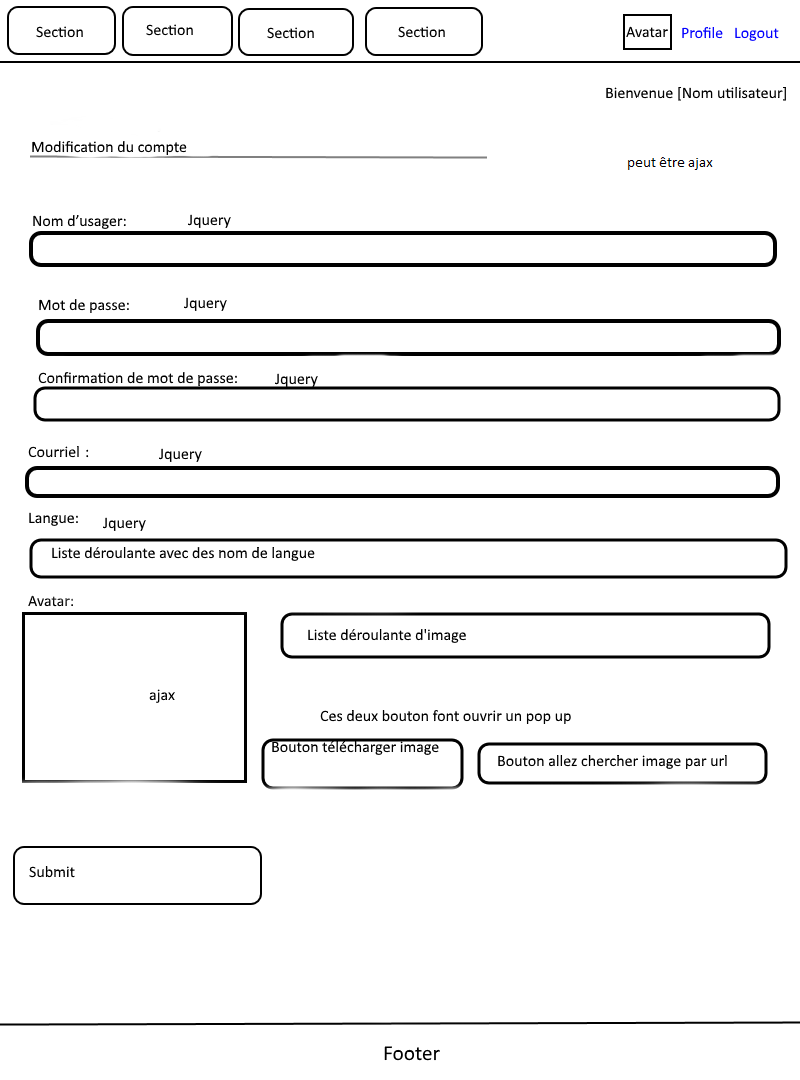 Section Section Section Section Avatar Profile Logout
Bienvenue [Nom utilisateur]
Modification du compte
peut être ajax
Nom d’usager: Jquery
Mot de passe: Jquery
Confirmation de mot de passe: Jquery
Courriel : Jquery
Langue: Jquery
Liste déroulante avec des nom de langue
Avatar:
Liste déroulante d'image
ajax
Ces deux bouton font ouvrir un pop up
Bouton télécharger image
Bouton allez chercher image par url
Submit
Footer